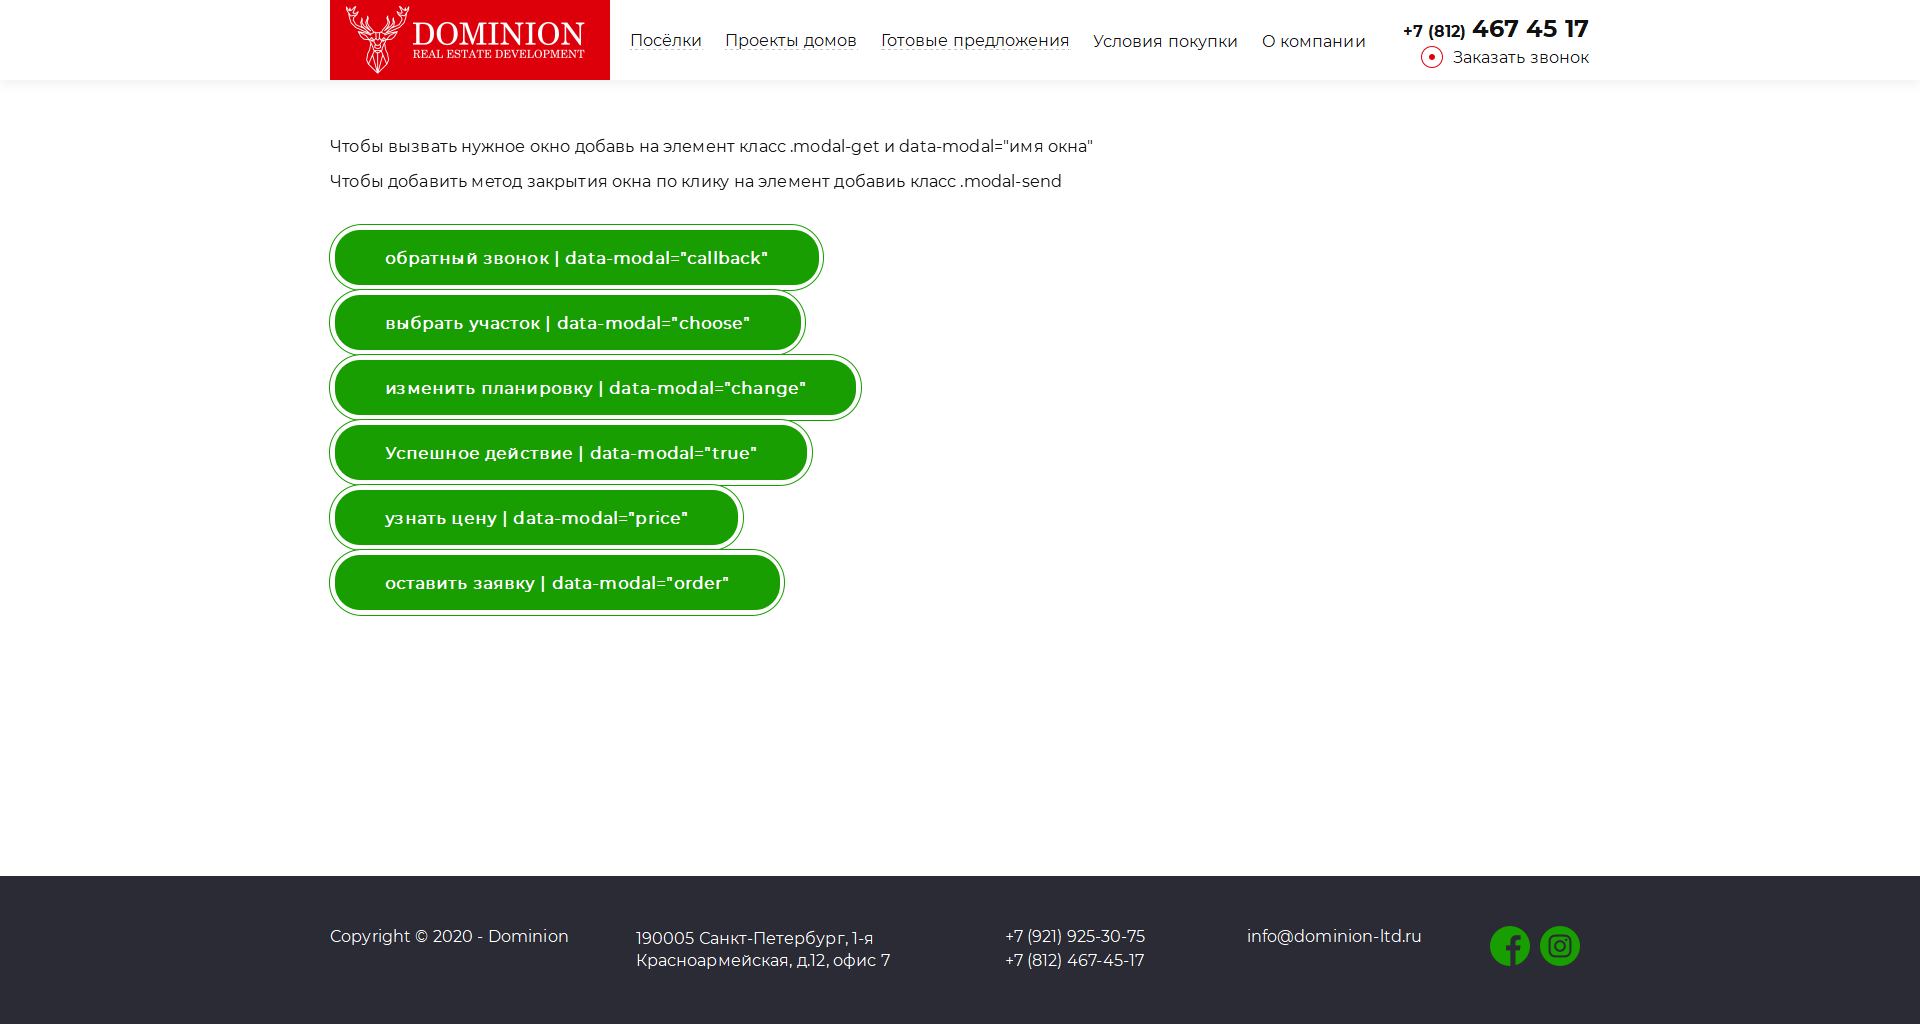 DOMINION
REAL ESTATE DEVELOPMENT
Посёлки
Проекты домов
Готовые предложения
Условия покупки
О компании
+7 (812) 467 45 17
Заказать звонок
Чтобы вызвать нужное окно добавь на элемент класс .modal-get и data-modal="имя окна"
Чтобы добавить метод закрытия окна по клику на элемент добавиь класс .modal-send
обратный звонок | data-modal="callback"
выбрать участок | data-modal="choose"
изменить планировку | data-modal="change"
Успешное действие | data-modal="true"
узнать цену | data-modal="price"
оставить заявку | data-modal="order"
Copyright © 2020 - Dominion
190005 Санкт-Петербург, 1-я
Красноармейская, д.12, офис 7
+7 (921) 925-30-75
+7 (812) 467-45-17
info@dominion-ltd.ru